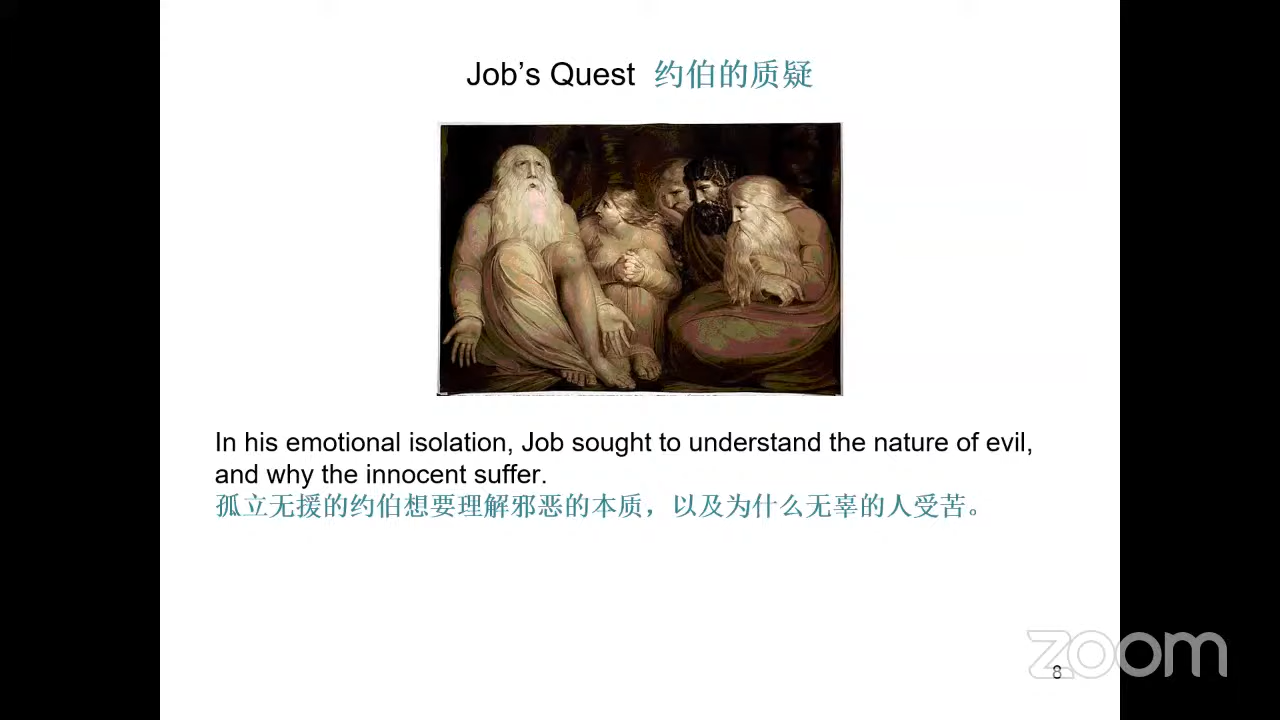 Job’s Quest 约伯的质疑
In his emotional isolation, Job sought to understand the nature of evil,
and why the innocent suffer.
孤立无援的约伯想要理解邪恶的本质，以及为什么无辜的人受苦。
zoom
8